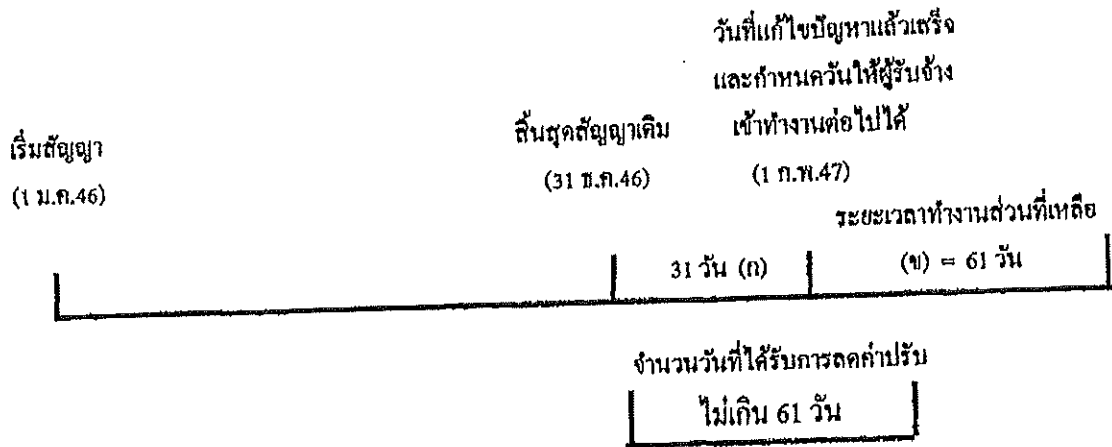 วันที่แก้ไขปัญหาแล้วเสร็จ
และกำหนดวันให้ผู้รับจ้าง
เข้าทำงานต่อไปได้
(1 ก.พ.47)
สิ้นสุดสัญญาเดิม
(31 ธ.ค.46)
เริ่มสัญญา
(1 ม.ค.46)
ระยะเวลาทำงานส่วนที่เหลือ
31 วัน (ก)
(ข) = 61 วัน
จำนวนวันที่ได้รับการลดค่าปรับ
ไม่เกิน 61 วัน